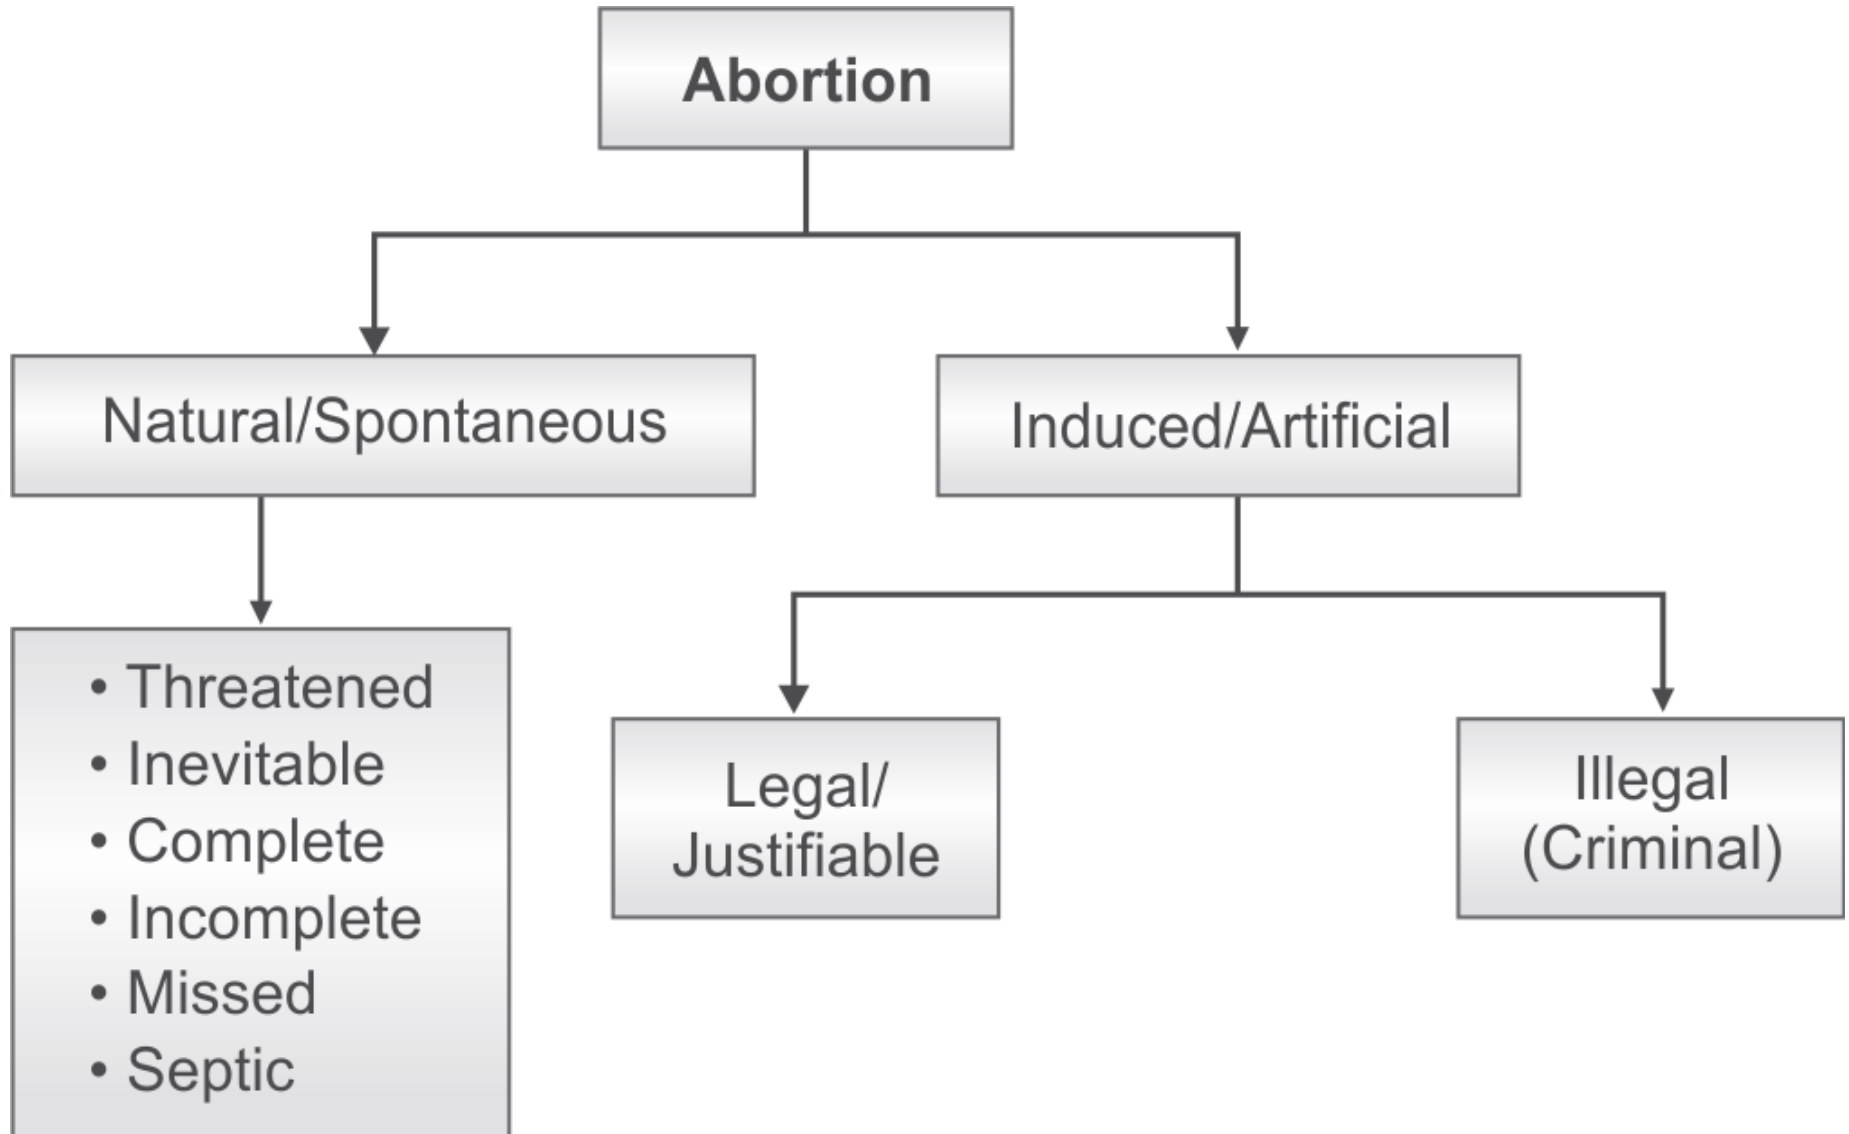 Abortion
Natural/Spontaneous
Induced/Artificial
• Threatened
• Inevitable
• Complete
• Incomplete
• Missed
• Septic
Legal/
Justifiable
Illegal
(Criminal)